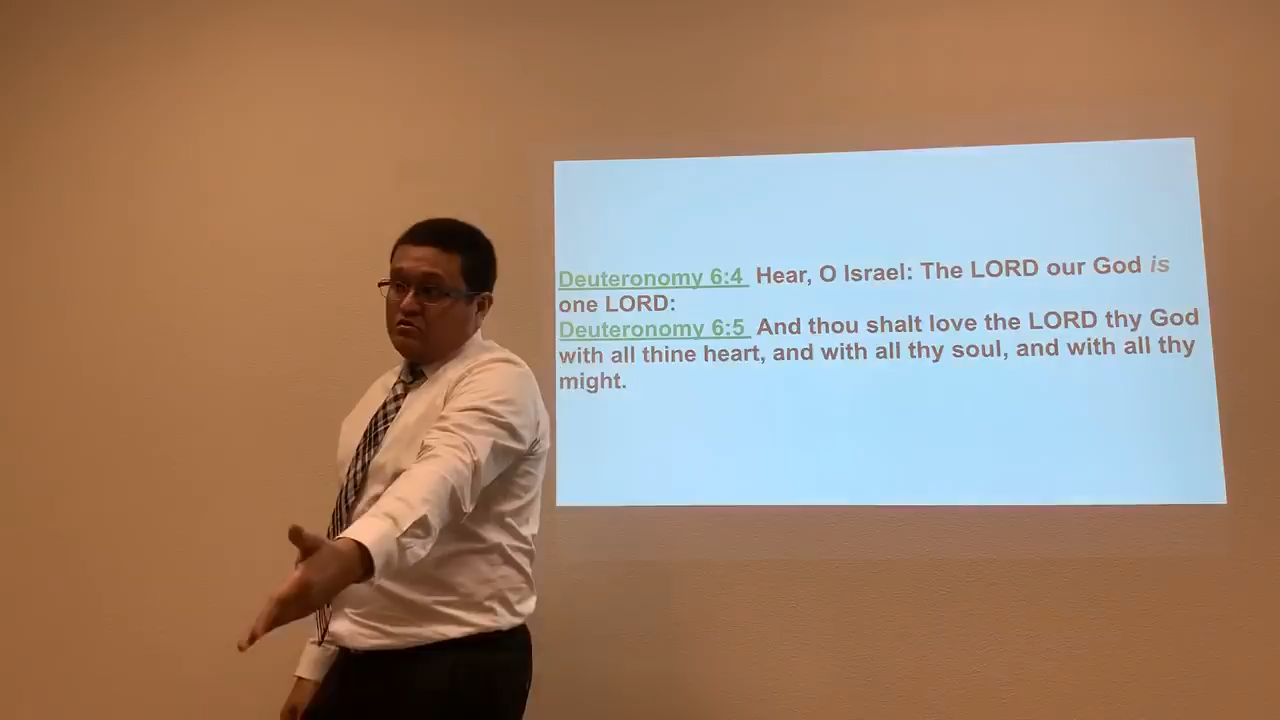 Deuteronomy 6:4 Hear, O Israel: The LORD our God is
one LORD:
Deuteronomy 6:5 And thou shalt love the LORD thy God
with all thine heart, and with all thy soul, and with all thy
might.